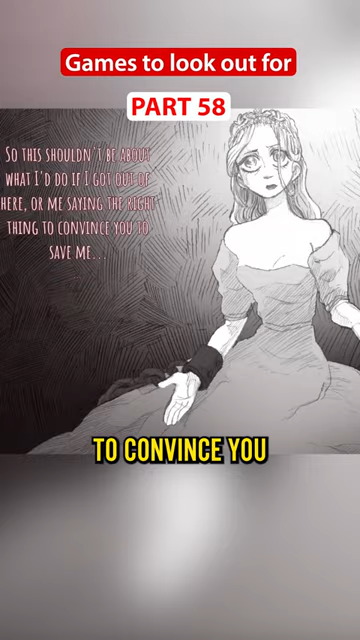 Games to look out for
PART 58
SO THIS SHOULDN'T BE ABOUT
WHAT I'D DO IF I GOT OUT OF
HERE, OR ME SAYING THE RIGHT
THING TO CONVINCE YOU TO
SAVE ME...
TO CONVINCE YOU